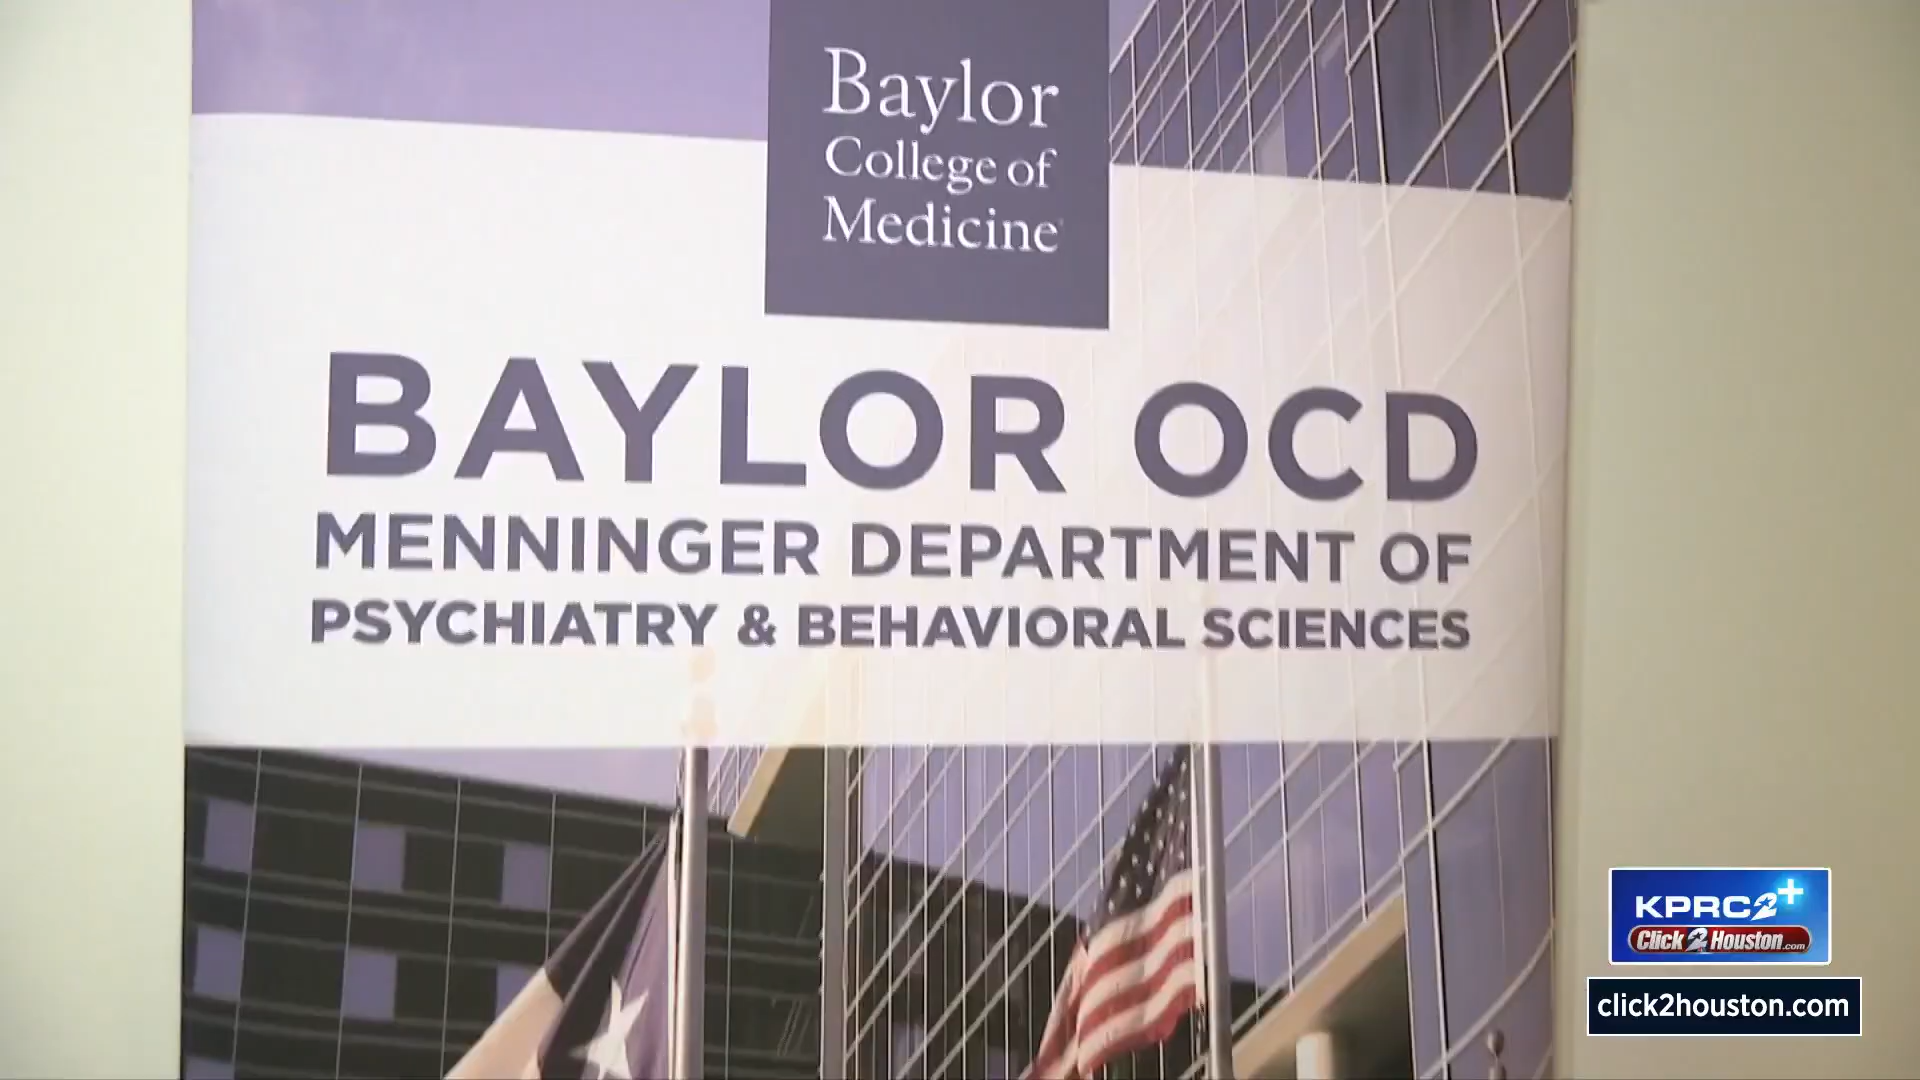 Baylor
College of
Medicine
BAYLOR OCD
MENNINGER DEPARTMENT OF
PSYCHIATRY & BEHAVIORAL SCIENCES
KPRC2+
Click2Houston.com
click2houston.com